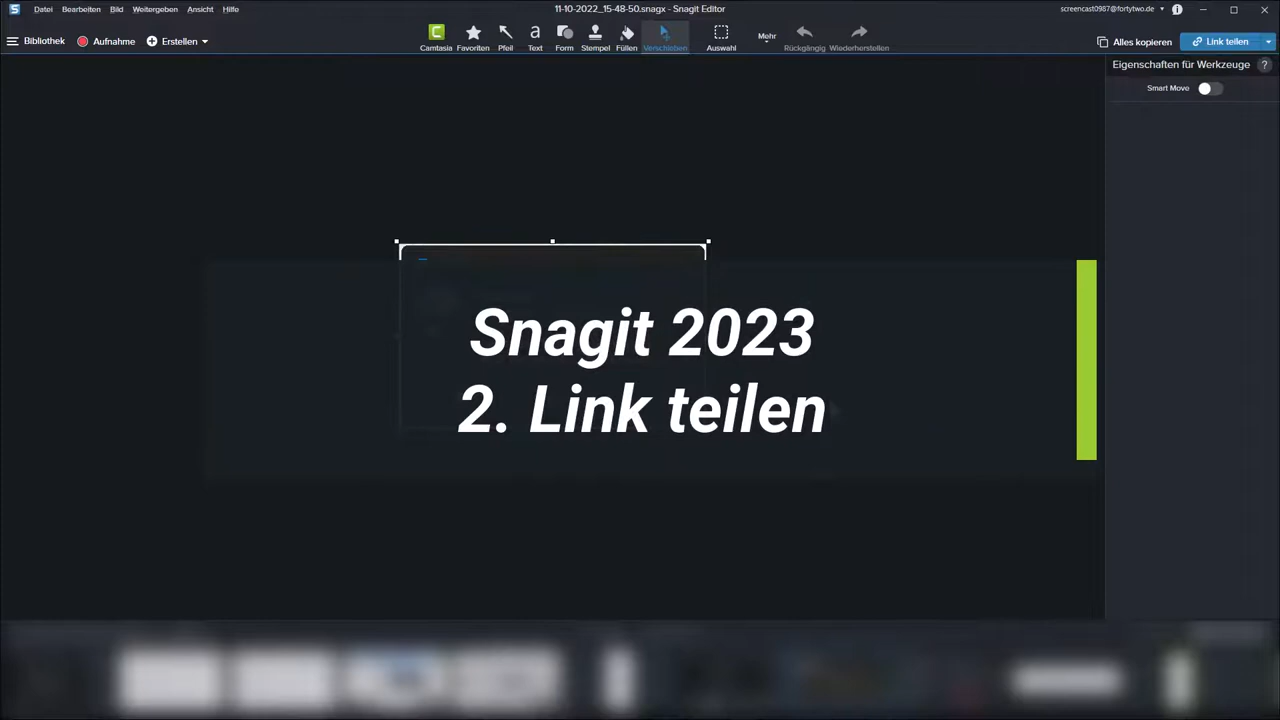 S Datei Bearbeiten Bild Weitergeben Ansicht Hilfe 11-10-2022_15-48-50.snagx - Snagit Editor screencast0987@fortytwo.de
Bibliothek Aufnahme Erstellen Camtasia Favoriten Pfeil Text Form Stempel Füllen Verschieben Auswahl Mehr Rückgängig Wiederherstellen Alles kopieren Link teilen
Eigenschaften für Werkzeuge ?
Smart Move
Snagit 2023
2. Link teilen